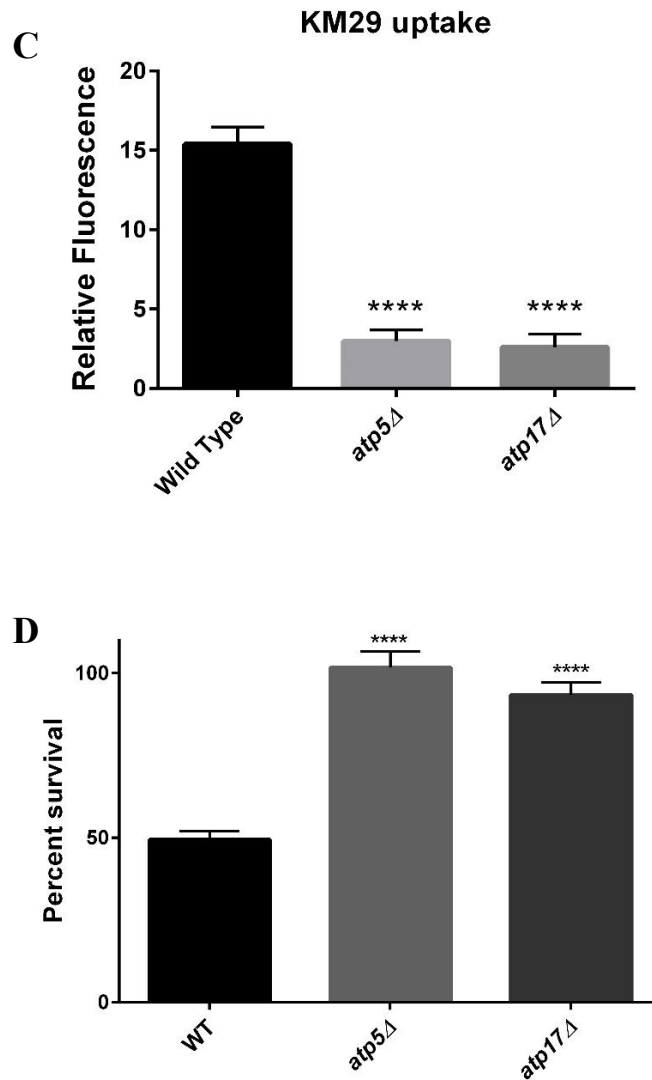 C
KM29 uptake
Relative Fluorescence
20
15
10
5
0
****
****
Wild Type
atp5Δ
atp17Δ
D
Percent survival
100
50
0
****
****
WT
atp5Δ
atp17Δ